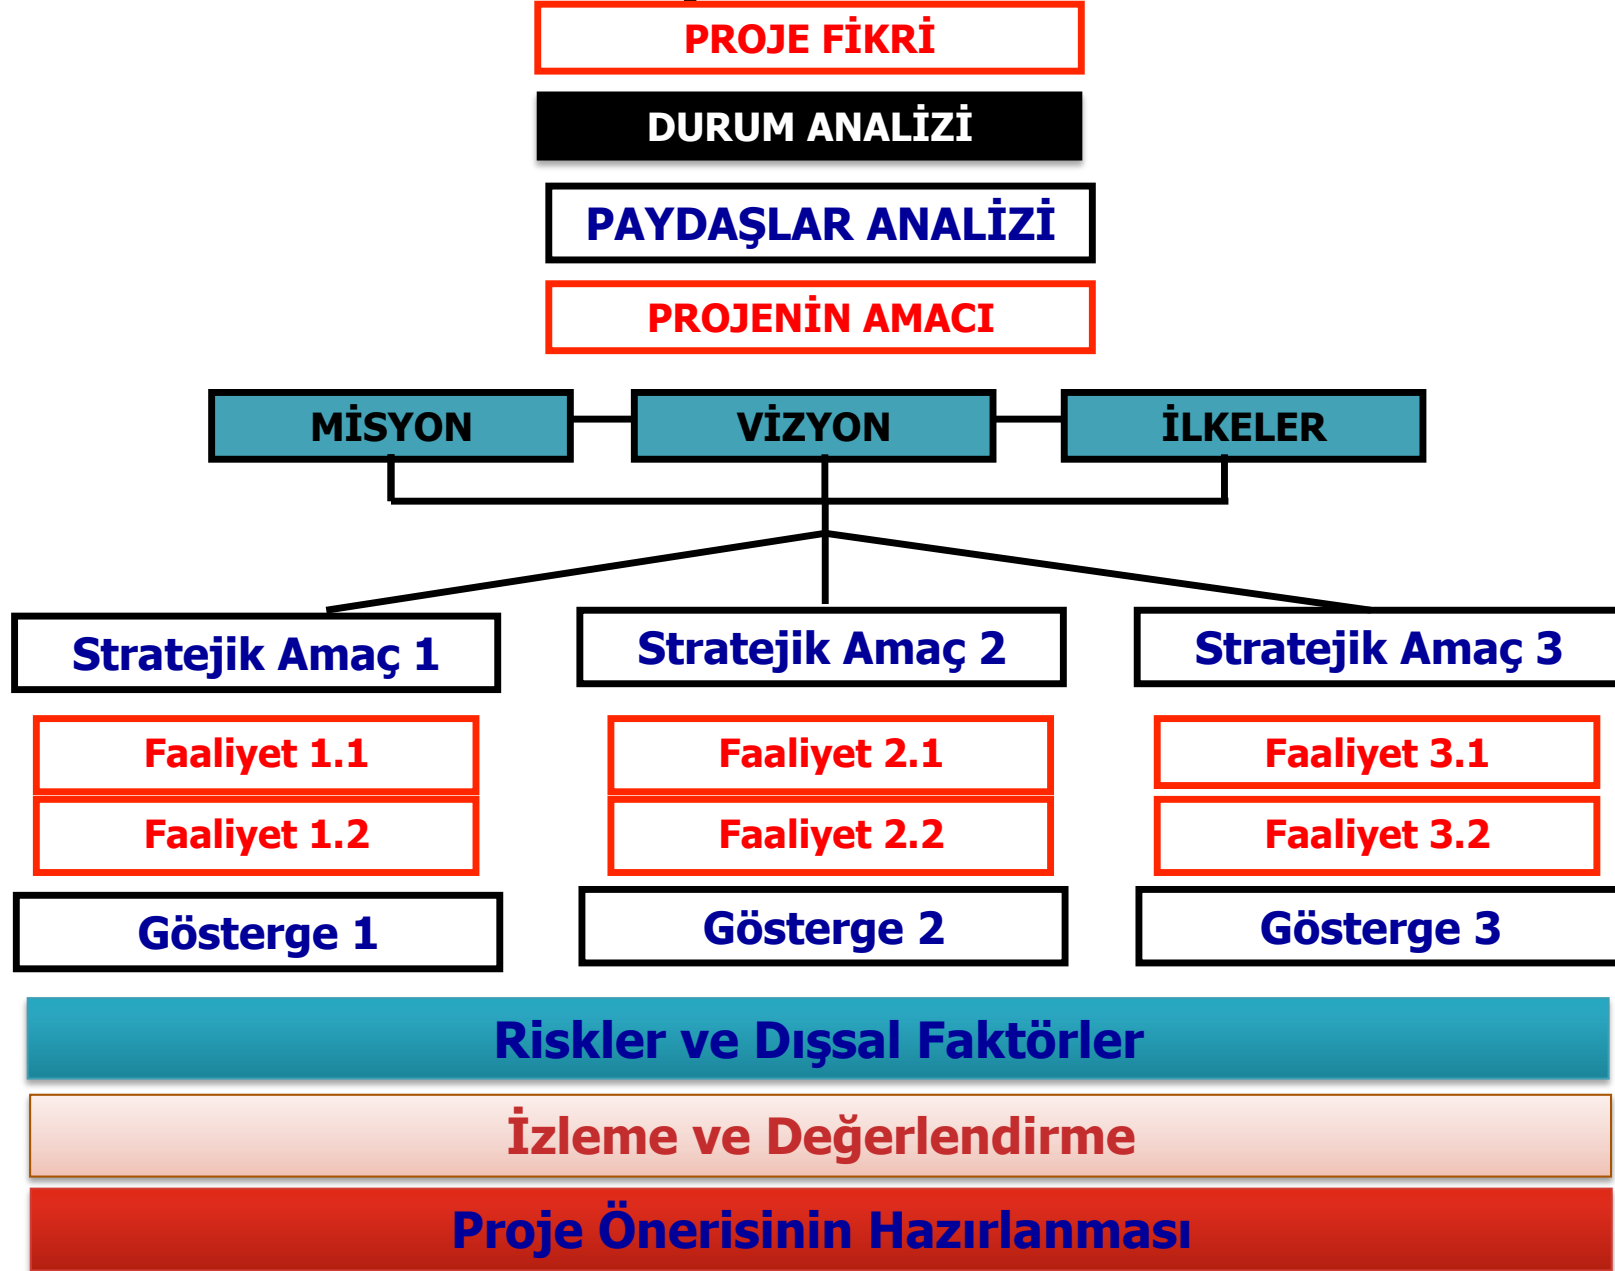 PROJE FİKRİ
DURUM ANALİZİ
PAYDAŞLAR ANALİZİ
PROJENİN AMACI
MİSYON
VİZYON
İLKELER
Stratejik Amaç 1
Stratejik Amaç 2
Stratejik Amaç 3
Faaliyet 1.1
Faaliyet 2.1
Faaliyet 3.1
Faaliyet 1.2
Faaliyet 2.2
Faaliyet 3.2
Gösterge 1
Gösterge 2
Gösterge 3
Riskler ve Dışsal Faktörler
İzleme ve Değerlendirme
Proje Önerisinin Hazırlanması